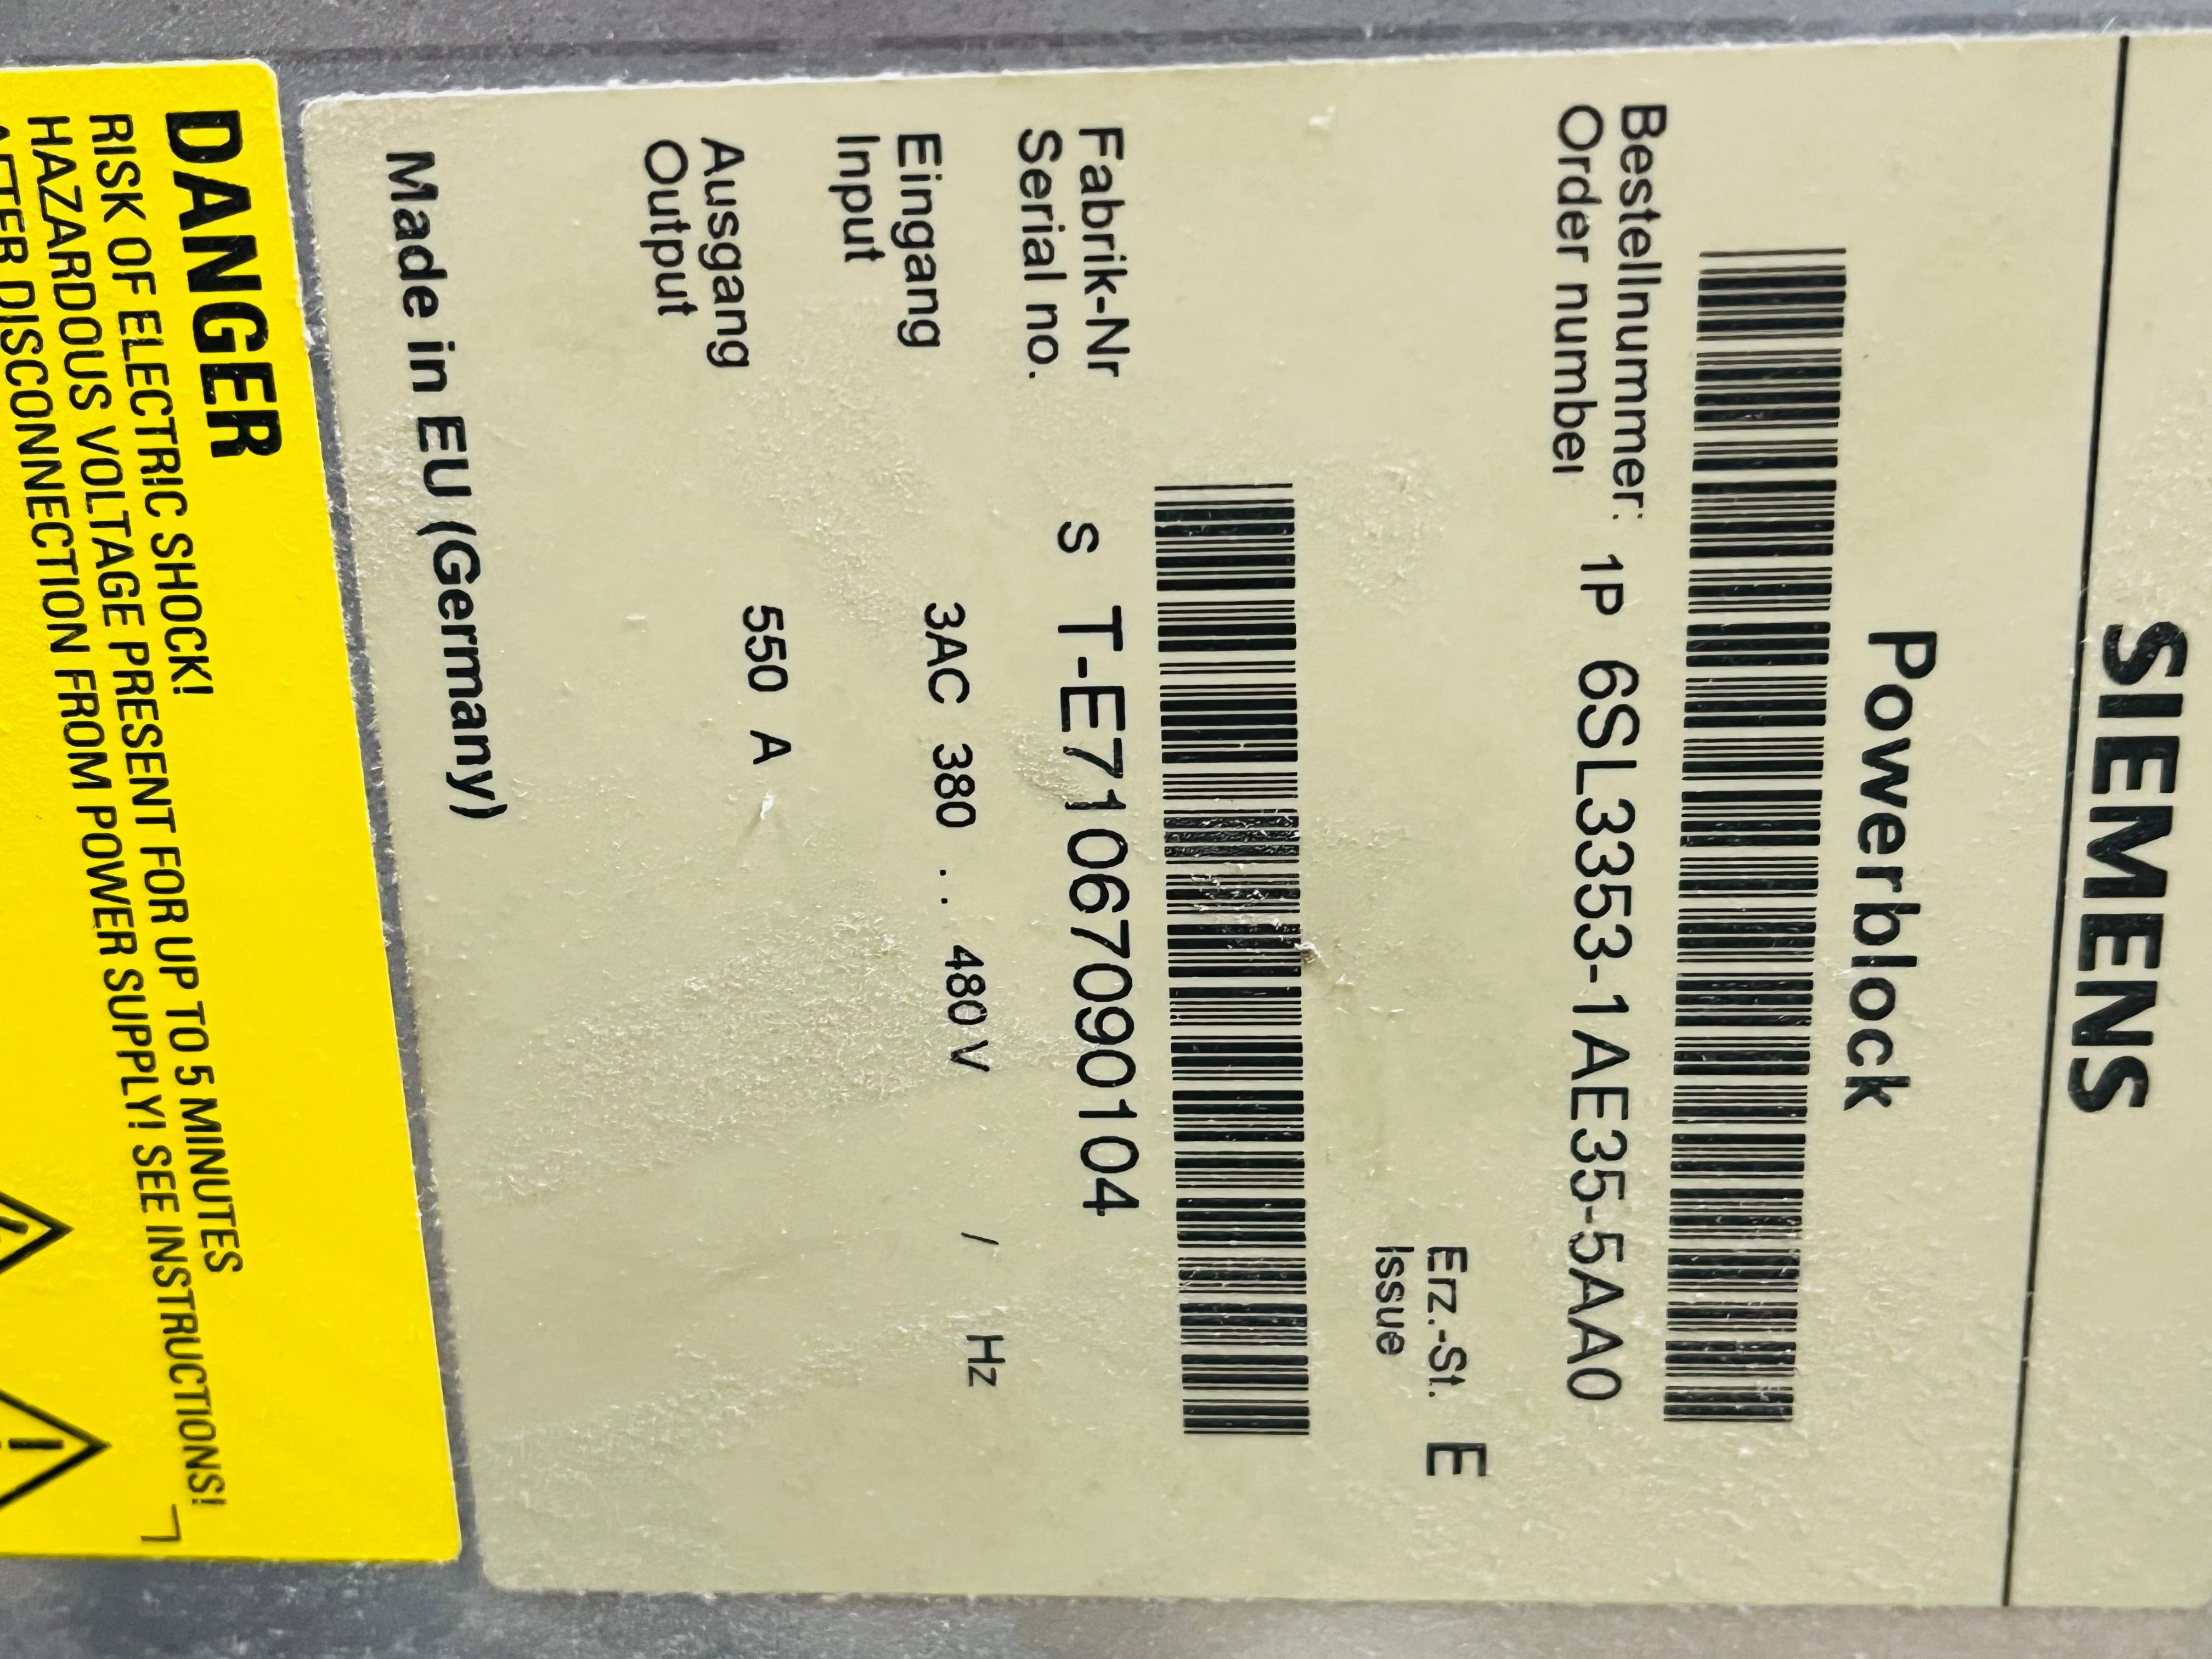 SIEMENS
Powerblock
Bestellnummer: 1P 6SL3353-1AE35-5AA0
Order number
Erz.-St. E
Issue
Fabrik-Nr
Serial no. S T-E71067090104
Eingang 3AC 380 .. 480 V / Hz
Input
Ausgang 550 A
Output
Made in EU (Germany)
DANGER
RISK OF ELECTRIC SHOCK!
HAZARDOUS VOLTAGE PRESENT FOR UP TO 5 MINUTES
AFTER DISCONNECTION FROM POWER SUPPLY! SEE INSTRUCTIONS!